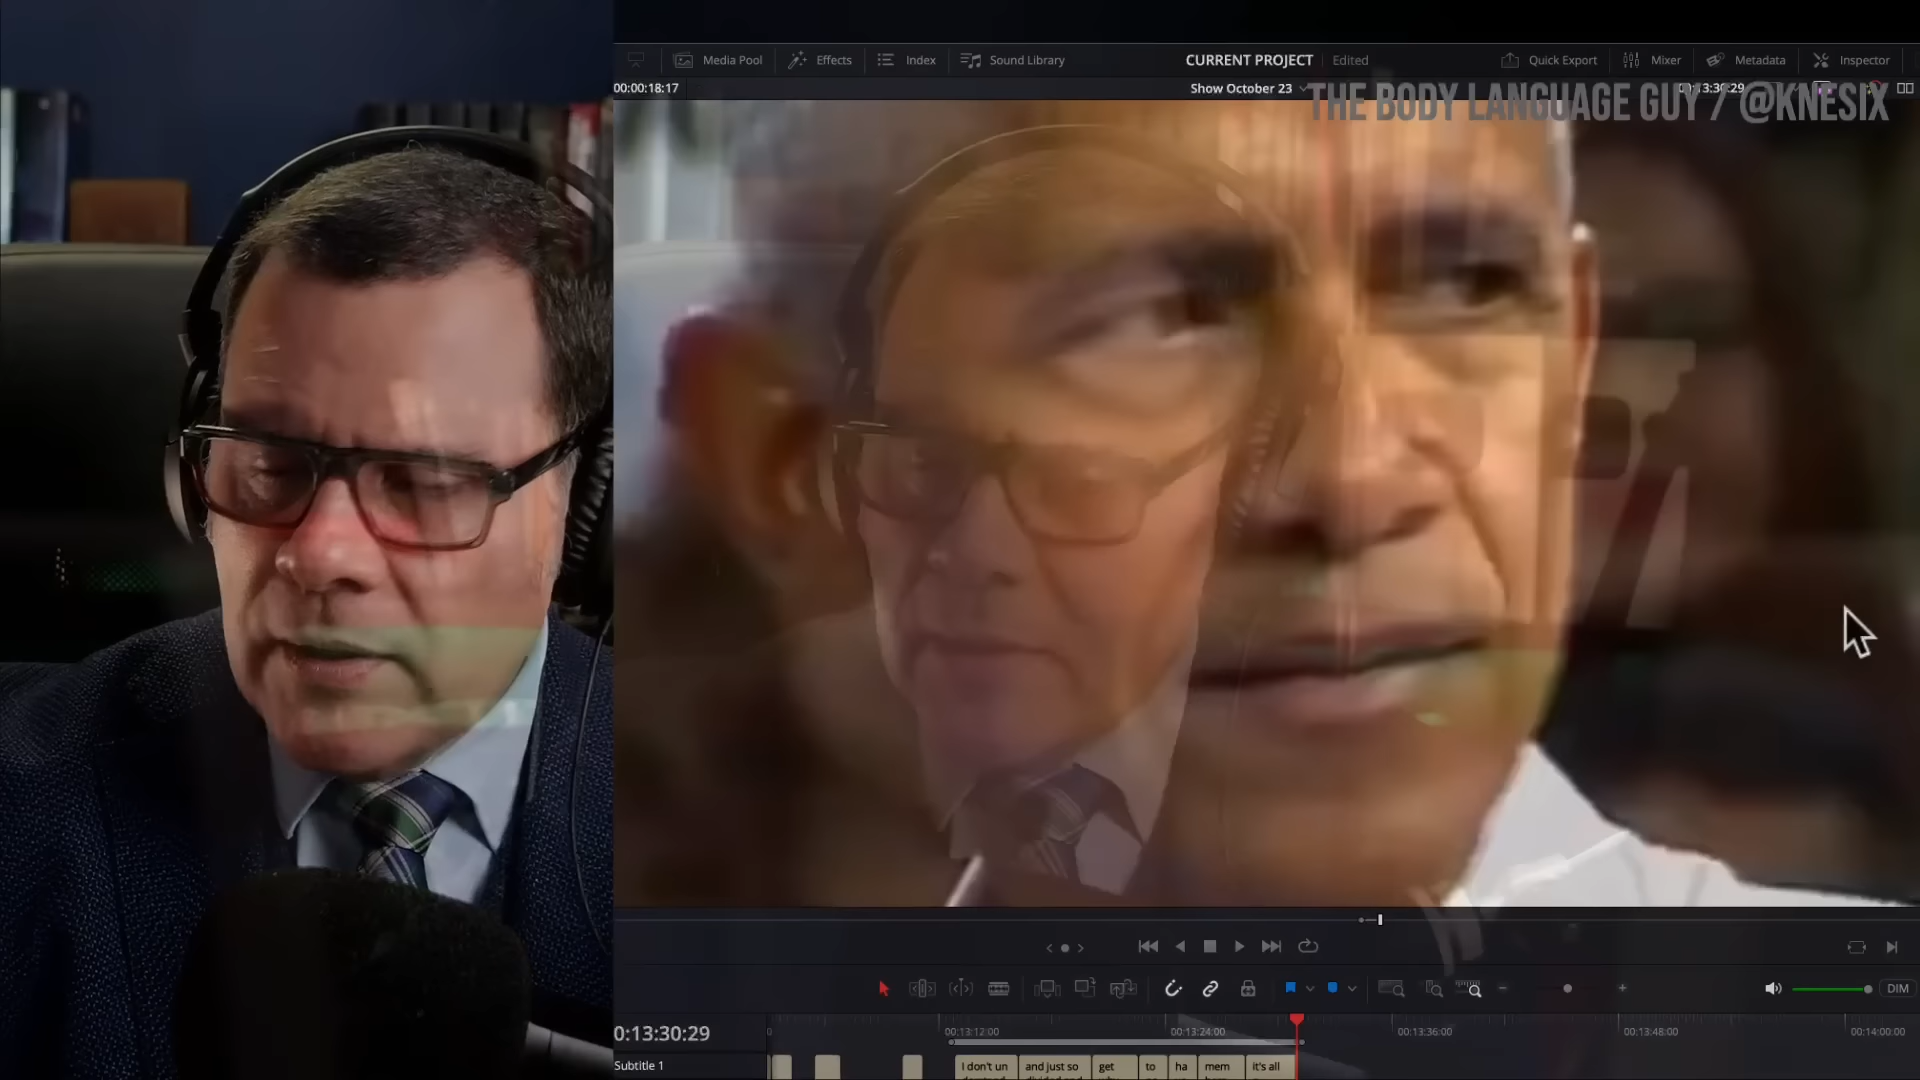 Media Pool
Effects
Index
Sound Library
CURRENT PROJECT
Edited
Quick Export
Mixer
Metadata
Inspector
00:00:18:17
Show October 23
THE BODY LANGUAGE GUY / @KNESIX
DIM
0:13:30:29
00:13:12:00
00:13:24:00
00:13:36:00
00:13:48:00
00:14:00:00
Subtitle 1
I don't un
and just so
get
to
ha
mem
it's all